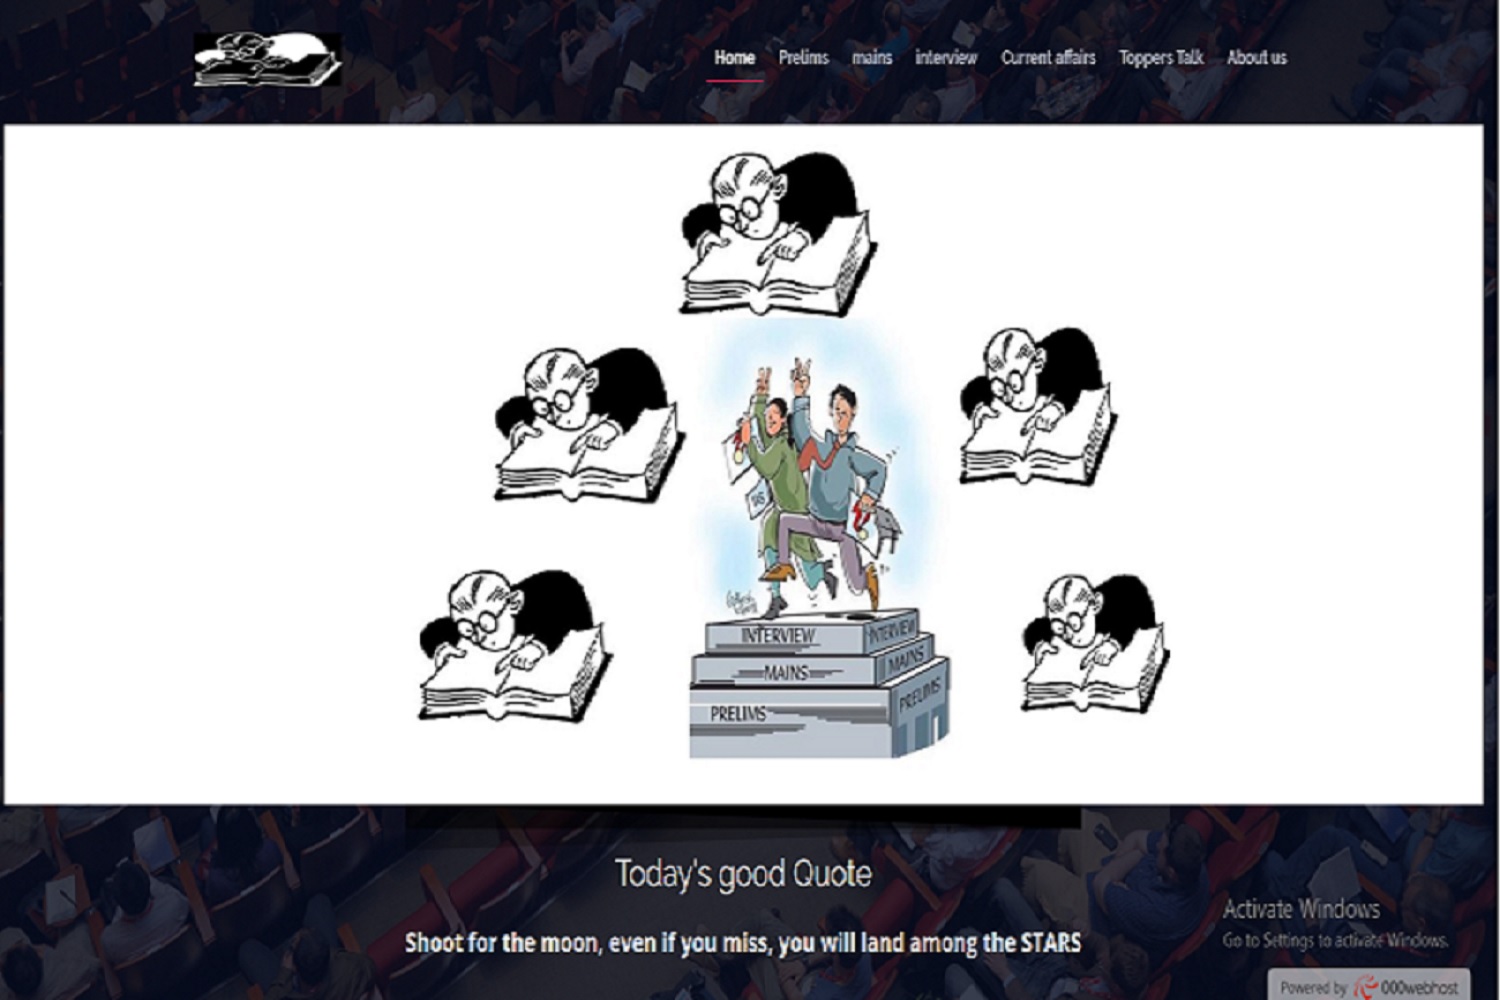 Home Prelims mains interview Current affairs Toppers Talk About us
INTERVIEW INTERVIEW
MAINS MAINS
PRELIMS PRELIMS
Today's good Quote
Shoot for the moon, even if you miss, you will land among the STARS
Activate Windows
Go to Settings to activate Windows.
Powered by 000webhost